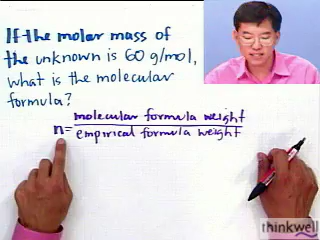 If the molar mass of
the unknown is 60 g/mol,
what is the molecular
formula?
n = molecular formula weight
empirical formula weight
thinkwell